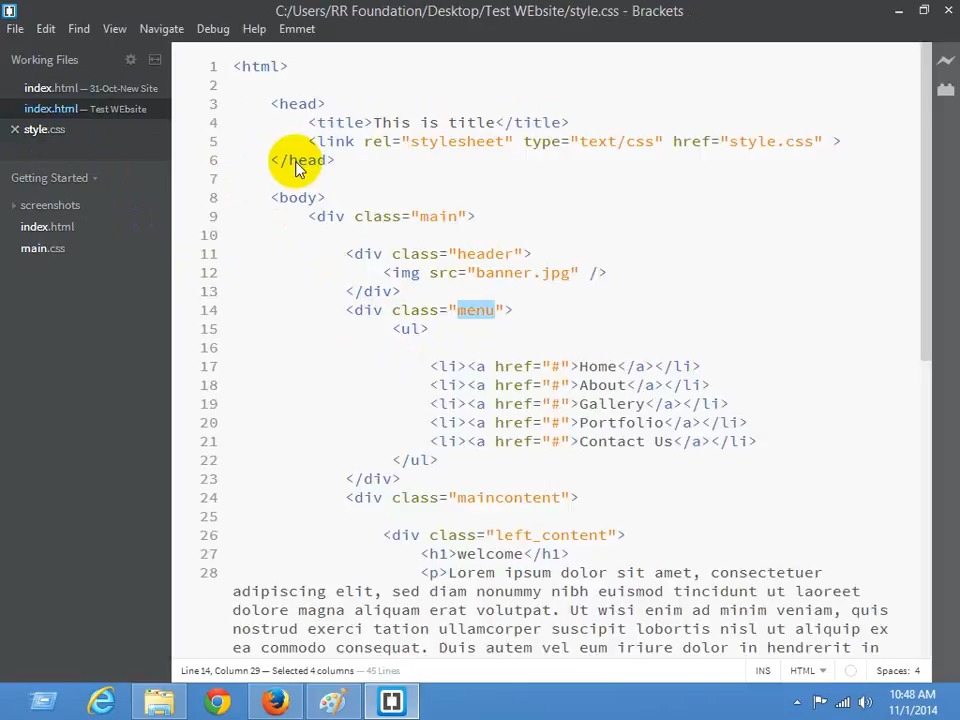 C:/Users/RR Foundation/Desktop/Test WEbsite/style.css - Brackets
File Edit Find View Navigate Debug Help Emmet
Working Files
index.html — 31-Oct-New Site
index.html — Test WEbsite
style.css
Getting Started
screenshots
index.html
main.css
1 <html>
2
3 <head>
4 <title>This is title</title>
5 <link rel="stylesheet" type="text/css" href="style.css" >
6 </head>
7
8 <body>
9 <div class="main">
10
11 <div class="header">
12 <img src="banner.jpg" />
13 </div>
14 <div class="menu">
15 <ul>
16
17 <li><a href="#">Home</a></li>
18 <li><a href="#">About</a></li>
19 <li><a href="#">Gallery</a></li>
20 <li><a href="#">Portfolio</a></li>
21 <li><a href="#">Contact Us</a></li>
22 </ul>
23 </div>
24 <div class="maincontent">
25
26 <div class="left_content">
27 <h1>welcome</h1>
28 <p>Lorem ipsum dolor sit amet, consectetuer
adipiscing elit, sed diam nonummy nibh euismod tincidunt ut laoreet
dolore magna aliquam erat volutpat. Ut wisi enim ad minim veniam, quis
nostrud exerci tation ullamcorper suscipit lobortis nisl ut aliquip ex
ea commodo consequat. Duis autem vel eum iriure dolor in hendrerit in
Line 14, Column 29 — Selected 4 columns — 45 Lines
INS HTML Spaces: 4
10:48 AM
11/1/2014